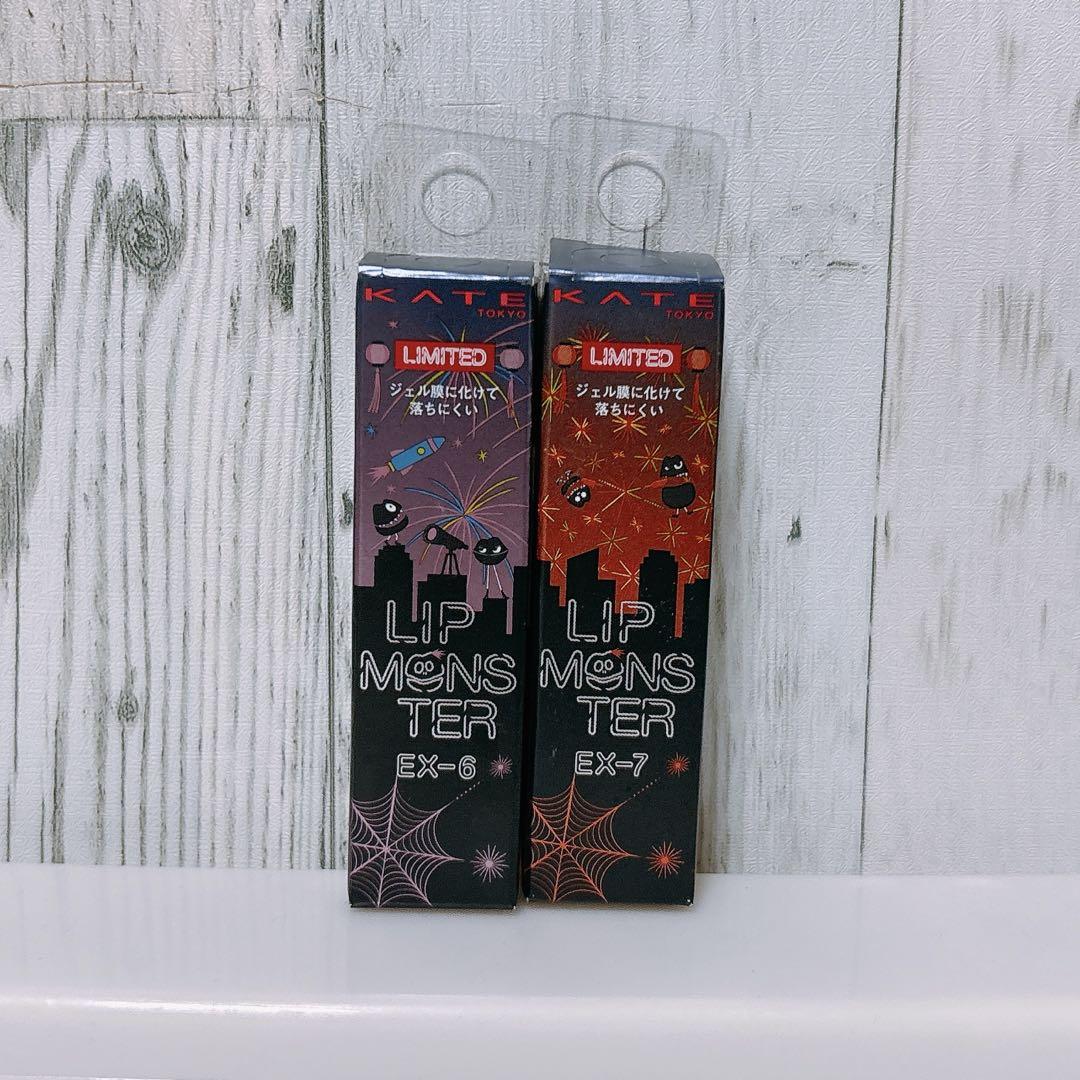 KATE
TOKYO
LIMITED
ジェル膜に化けて
落ちにくい
LIP
MONS
TER
EX-6
KATE
TOKYO
LIMITED
ジェル膜に化けて
落ちにくい
LIP
MONS
TER
EX-7